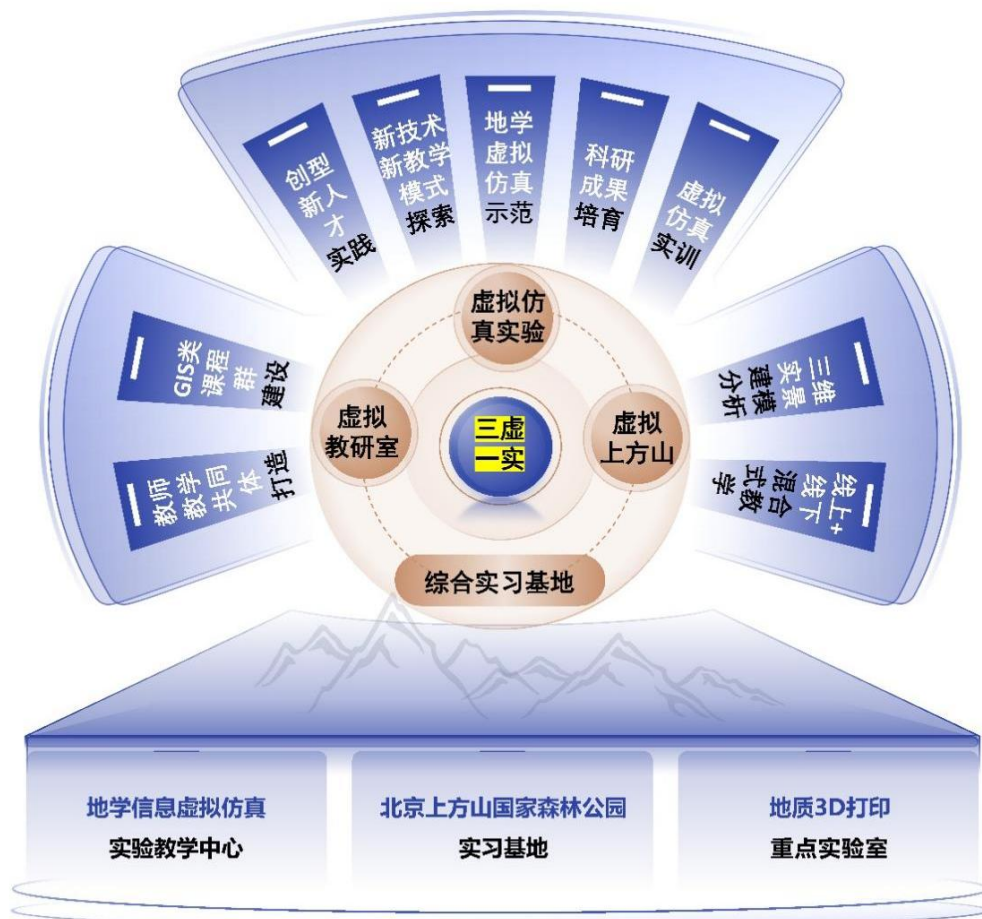 创型
新人
才
实践
新技术
新教学
模式
探索
地学
虚拟
仿真
示范
科研
成果
培育
虚拟
仿真
实训
GIS类
课程
群
建设
教师
教学
共同
体
打造
三维
实景
建模
分析
线上+
线下
混合
式教
学
虚拟仿
真实验
虚拟
教研室
三虚
一实
虚拟
上方山
综合实习基地
地学信息虚拟仿真
实验教学中心
北京上方山国家森林公园
实习基地
地质3D打印
重点实验室